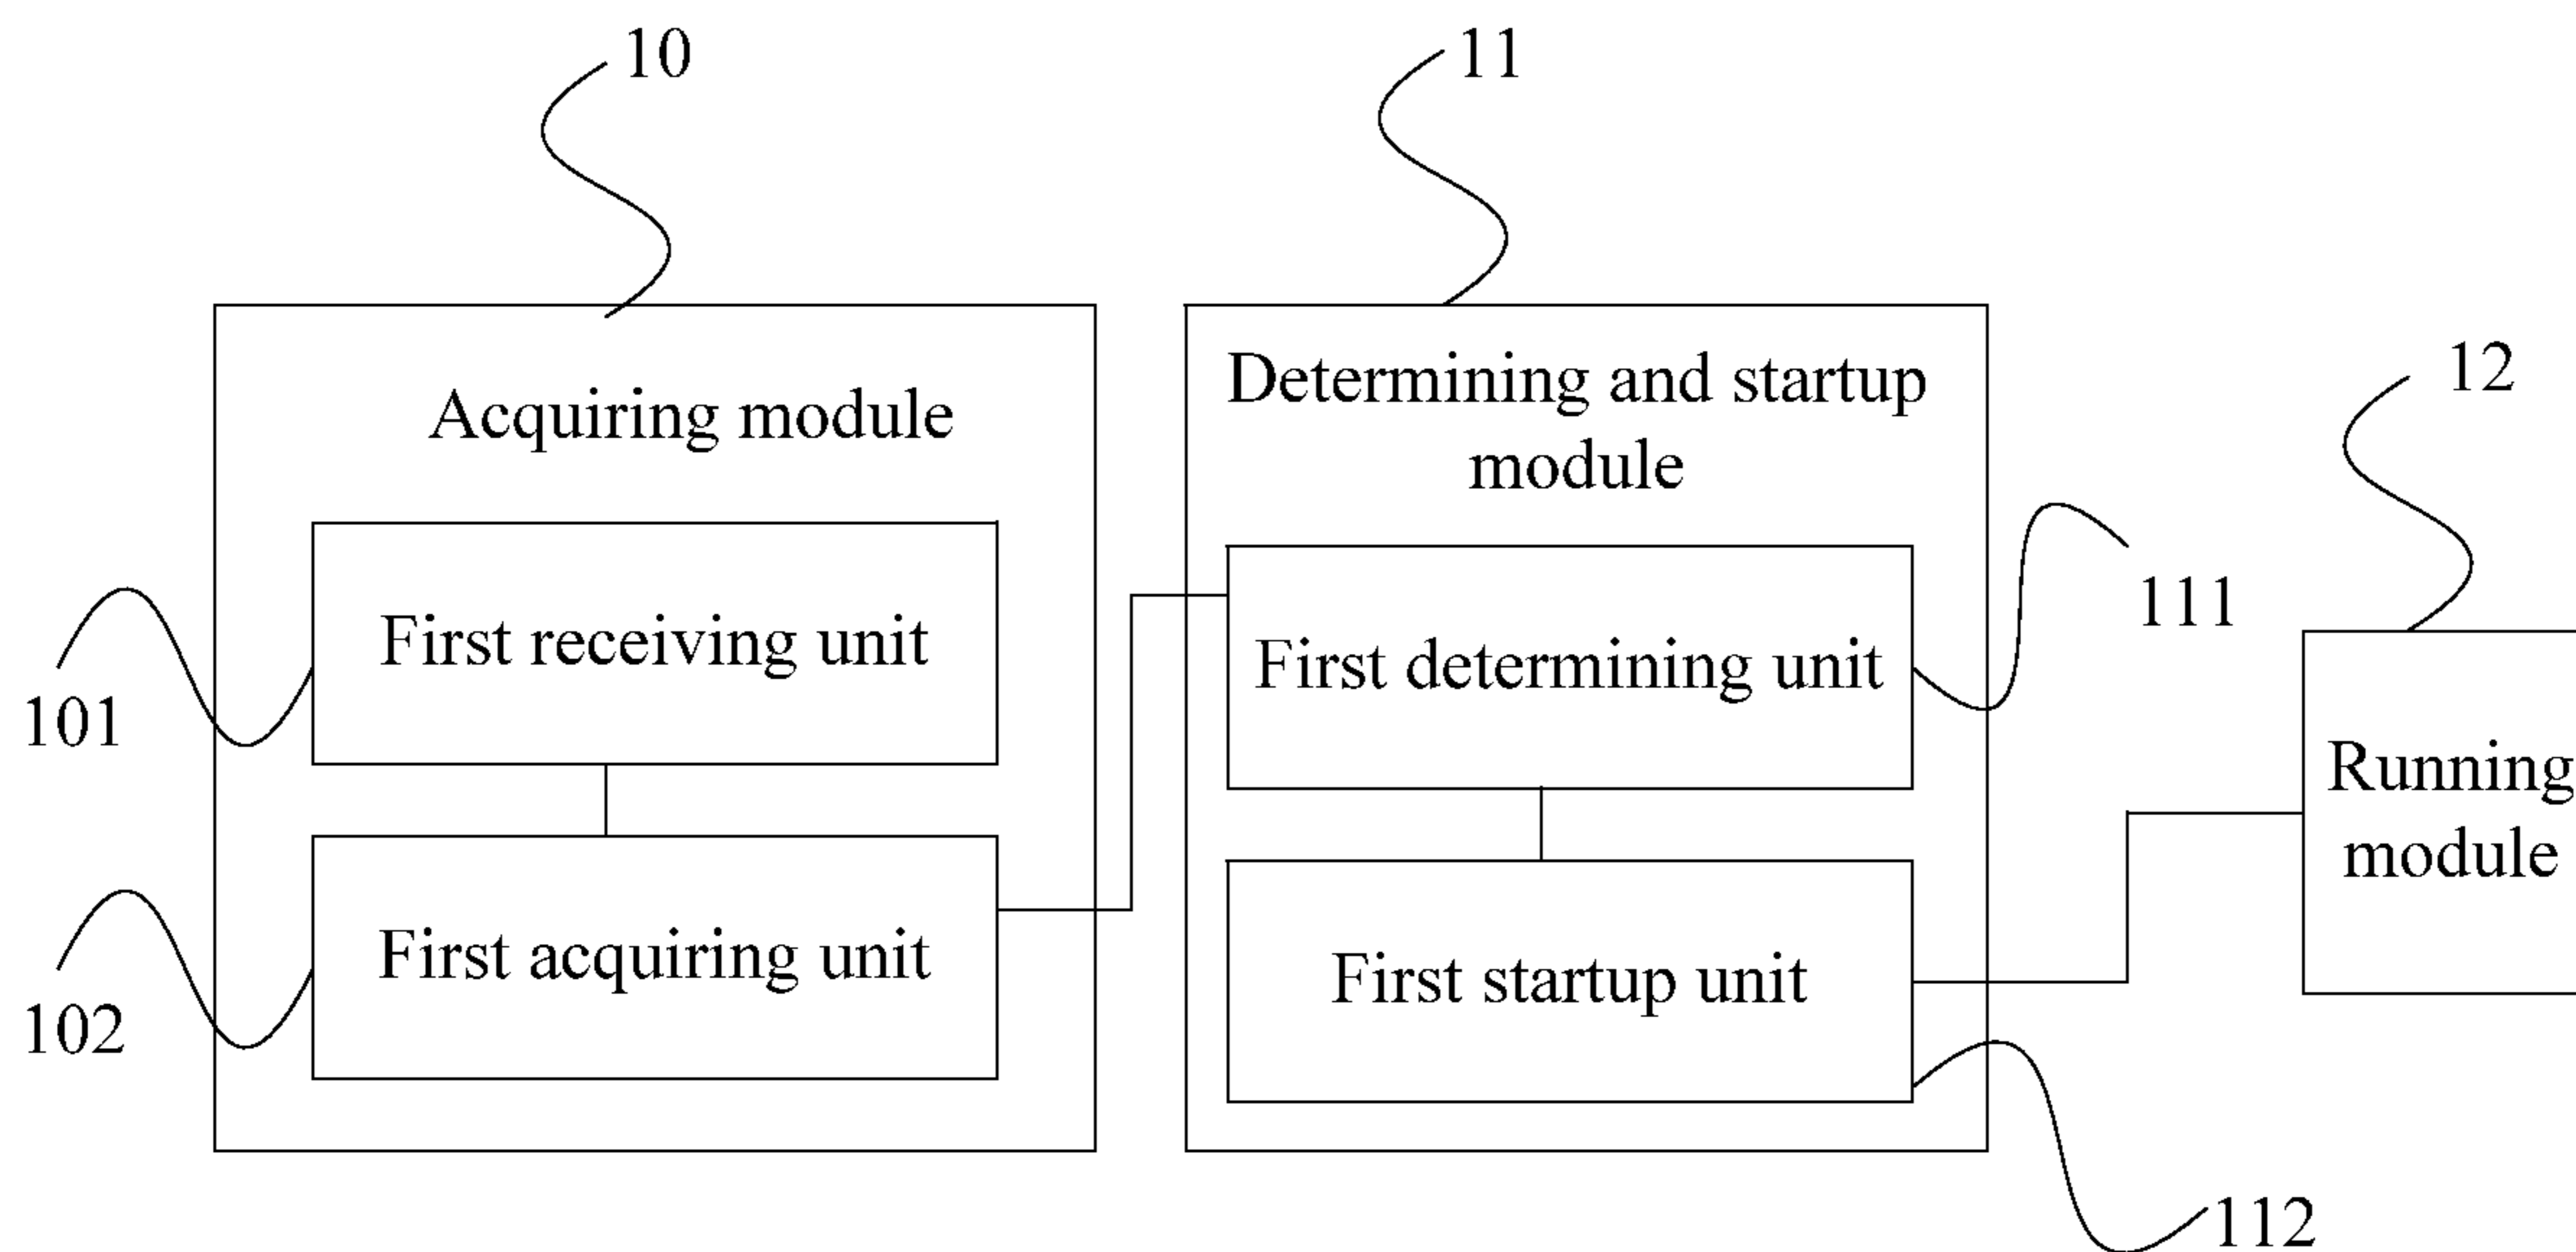 10
11
Acquiring module
Determining and startup
module
12
First receiving unit
First determining unit
111
101
Running
module
First acquiring unit
First startup unit
102
112